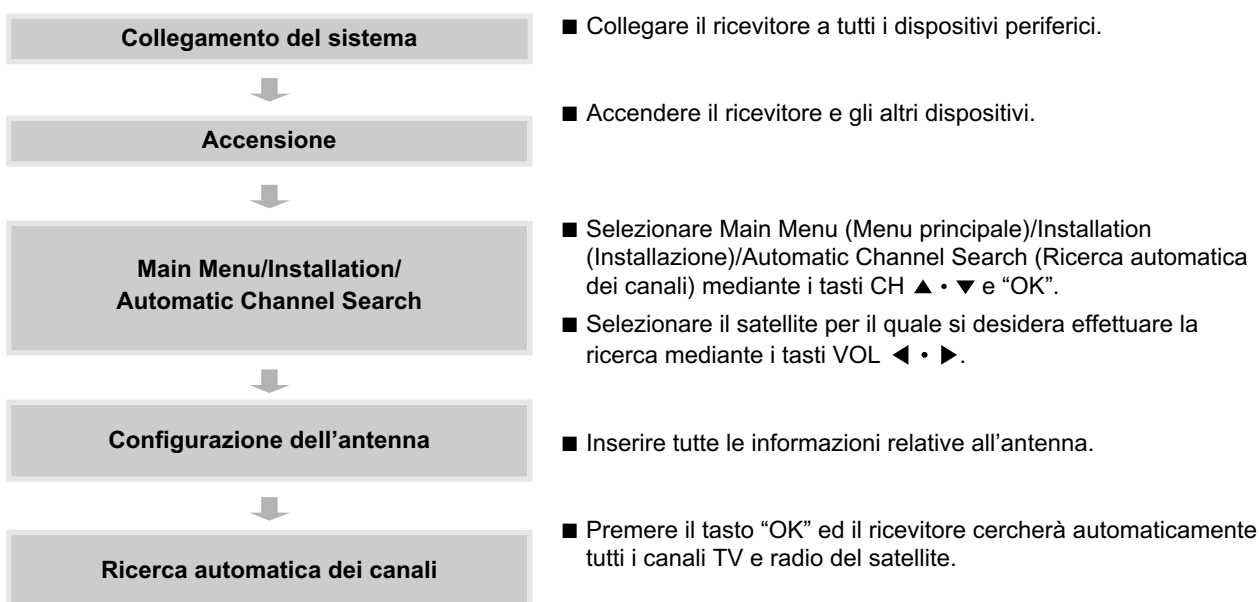 Collegamento del sistema
■ Collegare il ricevitore a tutti i dispositivi periferici.
Accensione
■ Accendere il ricevitore e gli altri dispositivi.
Main Menu/Installation/
Automatic Channel Search
■ Selezionare Main Menu (Menu principale)/Installation
(Installazione)/Automatic Channel Search (Ricerca automatica
dei canali) mediante i tasti CH ▲ • ▼ e “OK”.
■ Selezionare il satellite per il quale si desidera effettuare la
ricerca mediante i tasti VOL ◀ • ▶.
Configurazione dell’antenna
■ Inserire tutte le informazioni relative all’antenna.
Ricerca automatica dei canali
■ Premere il tasto “OK” ed il ricevitore cercherà automaticamente
tutti i canali TV e radio del satellite.